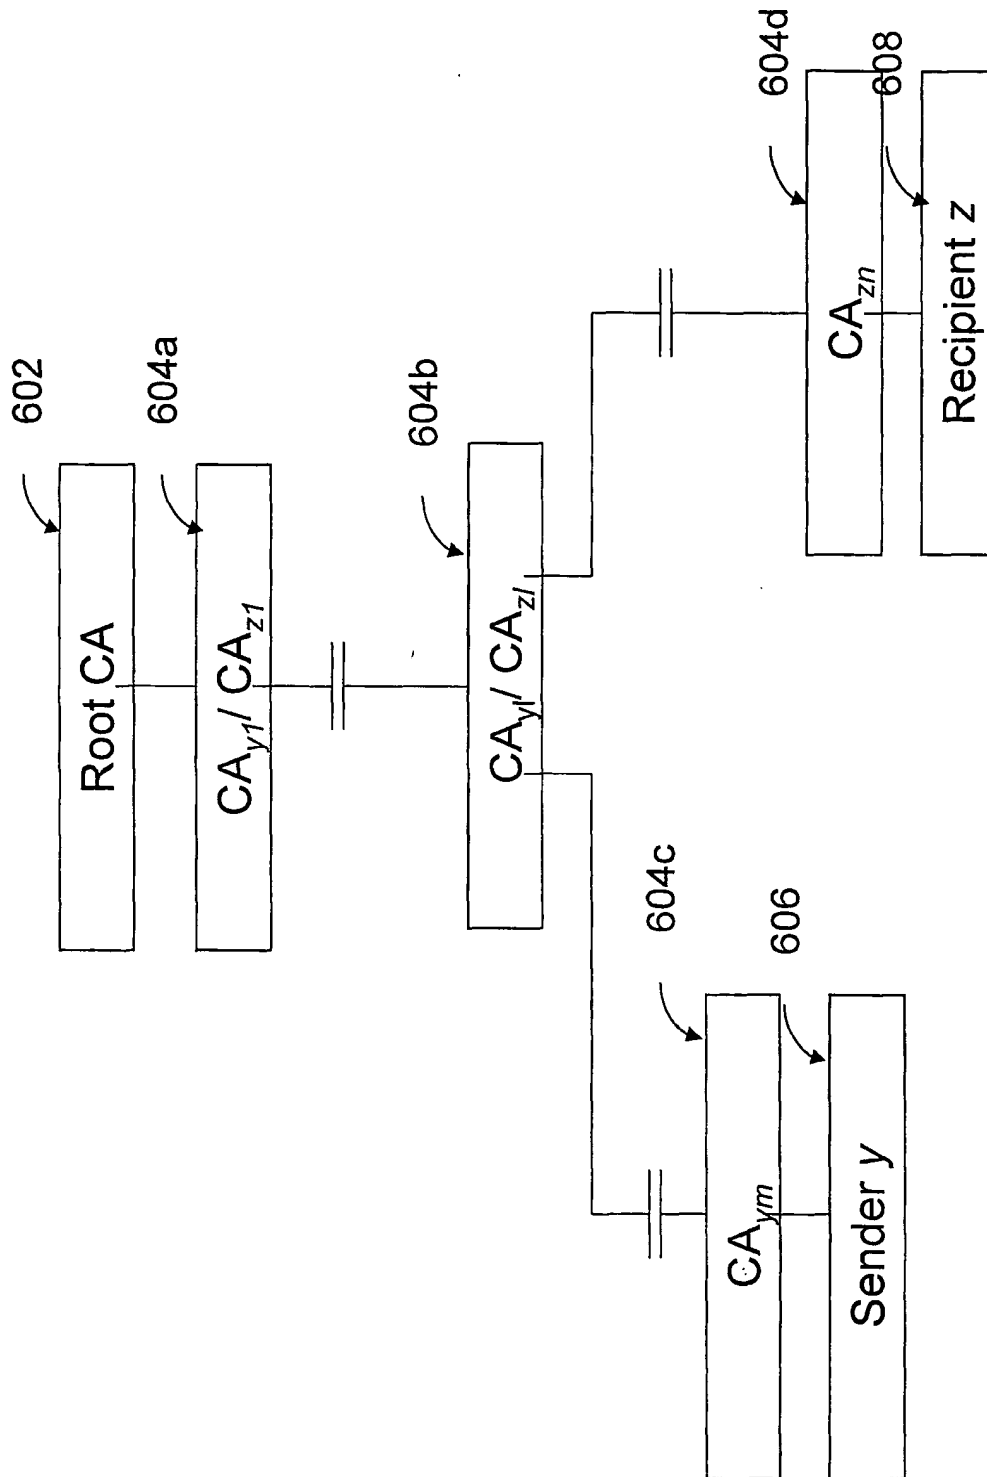 602
Root CA
604a
CAy1/ CAz1
604b
CAyl/ CAzl
604c
CAym
606
Sender y
604d
CAzn
608
Recipient z